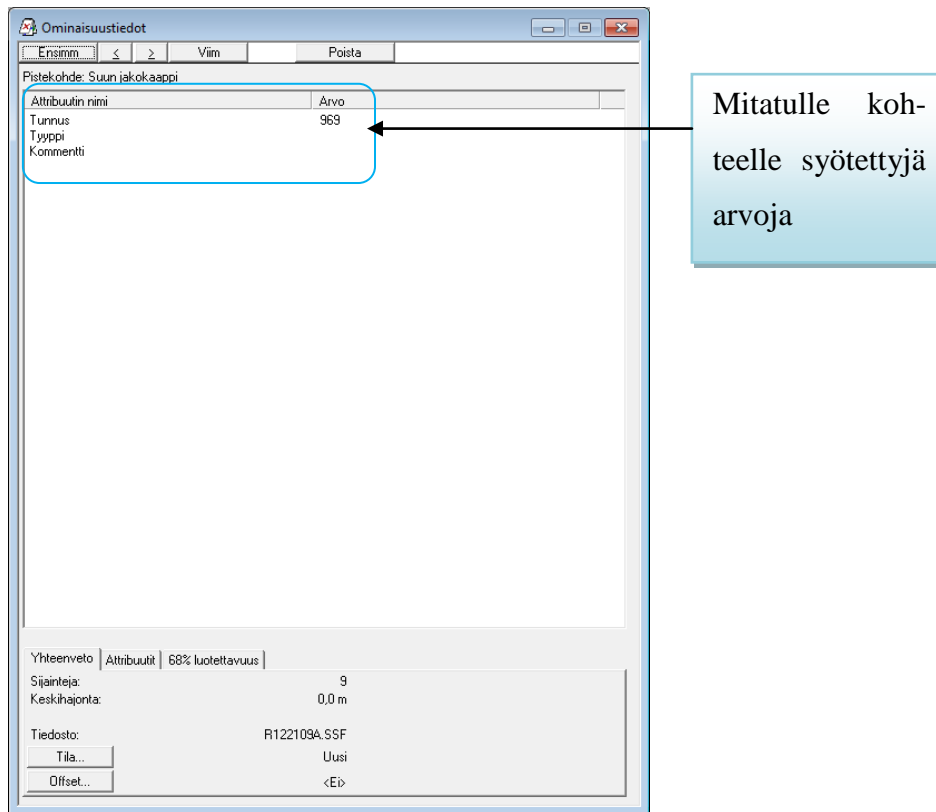 Ominaisuustiedot
Ensimm < > Viim Poista
Pistekohde: Suun jakokaappi
Attribuutin nimi Arvo
Tunnus 969
Tyyppi
Kommentti
Mitatulle koh-
teelle syötettyjä
arvoja
Yhteenveto Attribuutit 68% luotettavuus
Sijainteja: 9
Keskihajonta: 0,0 m
Tiedosto: R122109A.SSF
Tila... Uusi
Offset... <Ei>